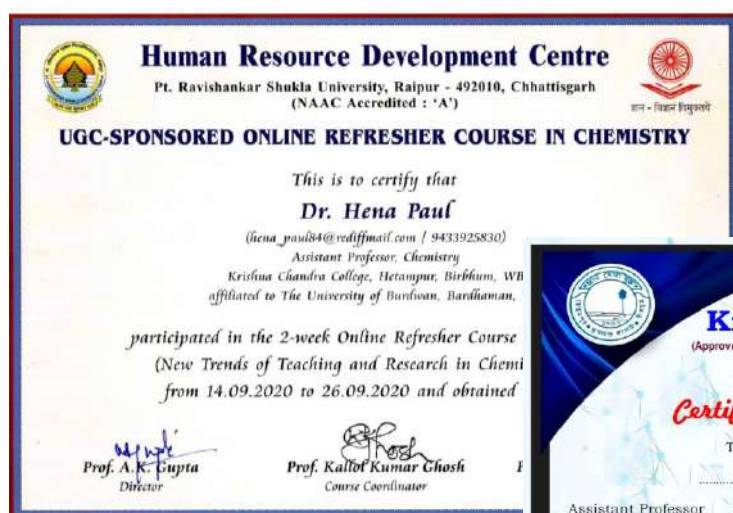 Human Resource Development Centre
Pt. Ravishankar Shukla University, Raipur - 492010, Chhattisgarh
(NAAC Accredited : 'A')
ज्ञान - विज्ञान विमुक्तये
UGC-SPONSORED ONLINE REFRESHER COURSE IN CHEMISTRY
This is to certify that
Dr. Hena Paul
(hena_paul84@rediffmail.com / 9433925830)
Assistant Professor, Chemistry
Krishna Chandra College, Hetampur, Birbhum, WB
affiliated to The University of Burdwan, Bardhaman,
participated in the 2-week Online Refresher Course
(New Trends of Teaching and Research in Chemi
from 14.09.2020 to 26.09.2020 and obtained
Prof. A.K. Gupta
Director
Prof. Kallol Kumar Ghosh
Course Coordinator
P
K
(Approve
Certif
T
Assistant Professor